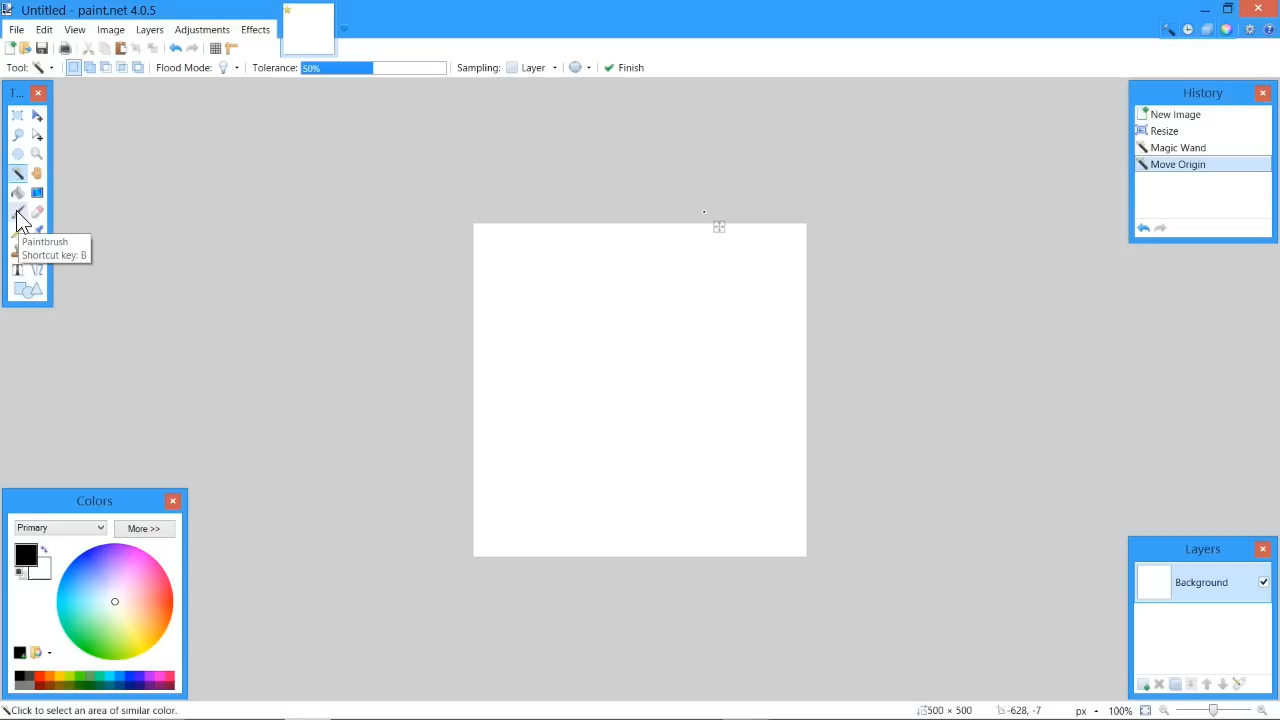 Untitled - paint.net 4.0.5
File Edit View Image Layers Adjustments Effects
Tool: Flood Mode: Tolerance: 50% Sampling: Layer Finish
T...
Paintbrush
Shortcut key: B
History
New Image
Resize
Magic Wand
Move Origin
Colors
Primary More >>
Layers
Background
Click to select an area of similar color. 500 × 500 -628, -7 px 100%